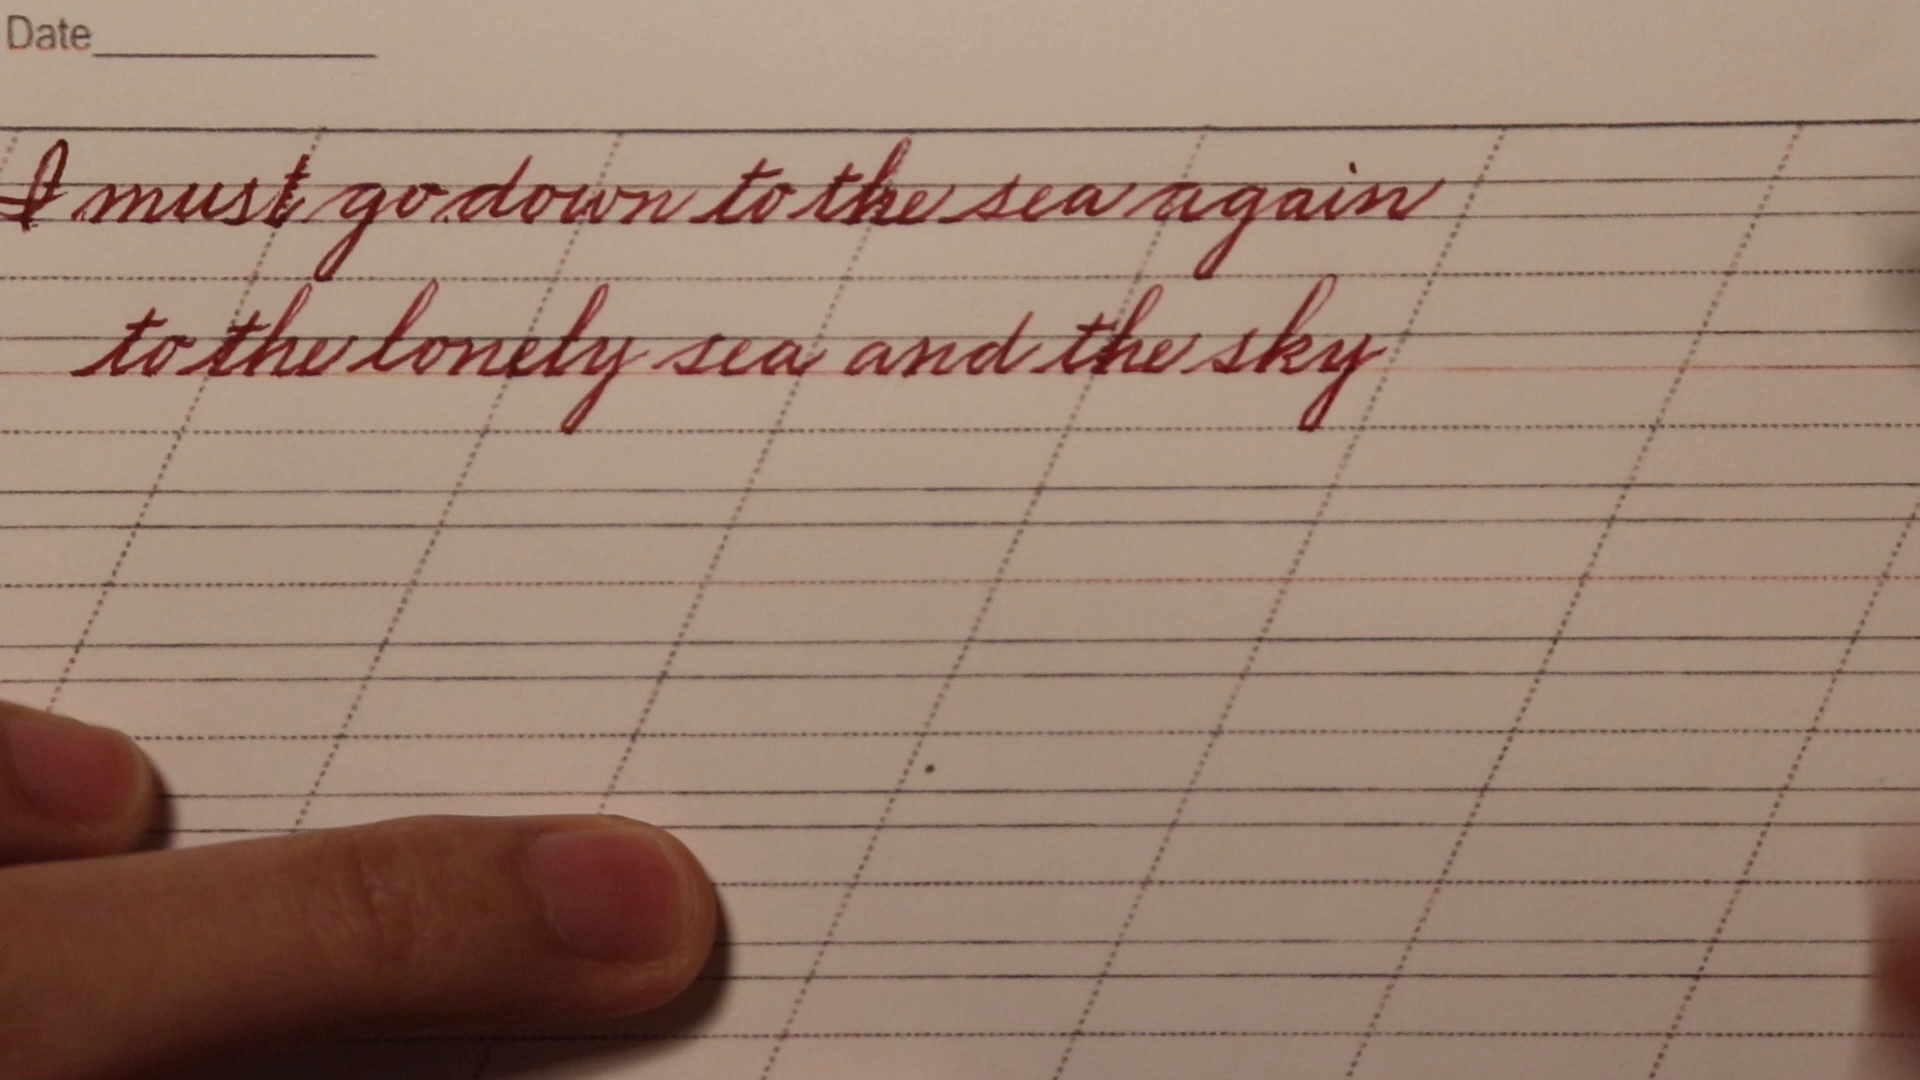 Date
I must go down to the sea again
to the lonely sea and the sky